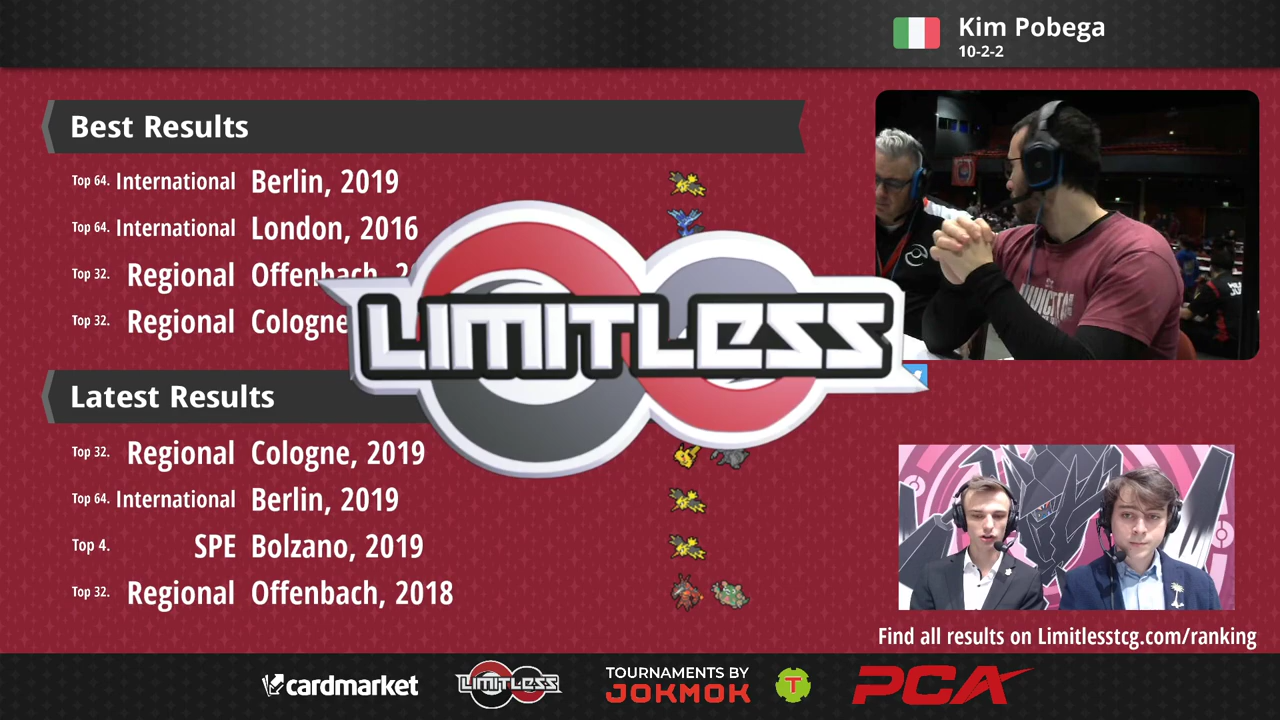 Kim Pobega
10-2-2
Best Results
Top 64. International Berlin, 2019
Top 64. International London, 2016
Top 32. Regional Offenbach, 2
Top 32. Regional Cologne
LIMITLESS
Latest Results
Top 32. Regional Cologne, 2019
Top 64. International Berlin, 2019
Top 4. SPE Bolzano, 2019
Top 32. Regional Offenbach, 2018
Find all results on Limitlesstcg.com/ranking
cardmarket
LIMITLESS
TOURNAMENTS BY
JOKMOK
T
PCA